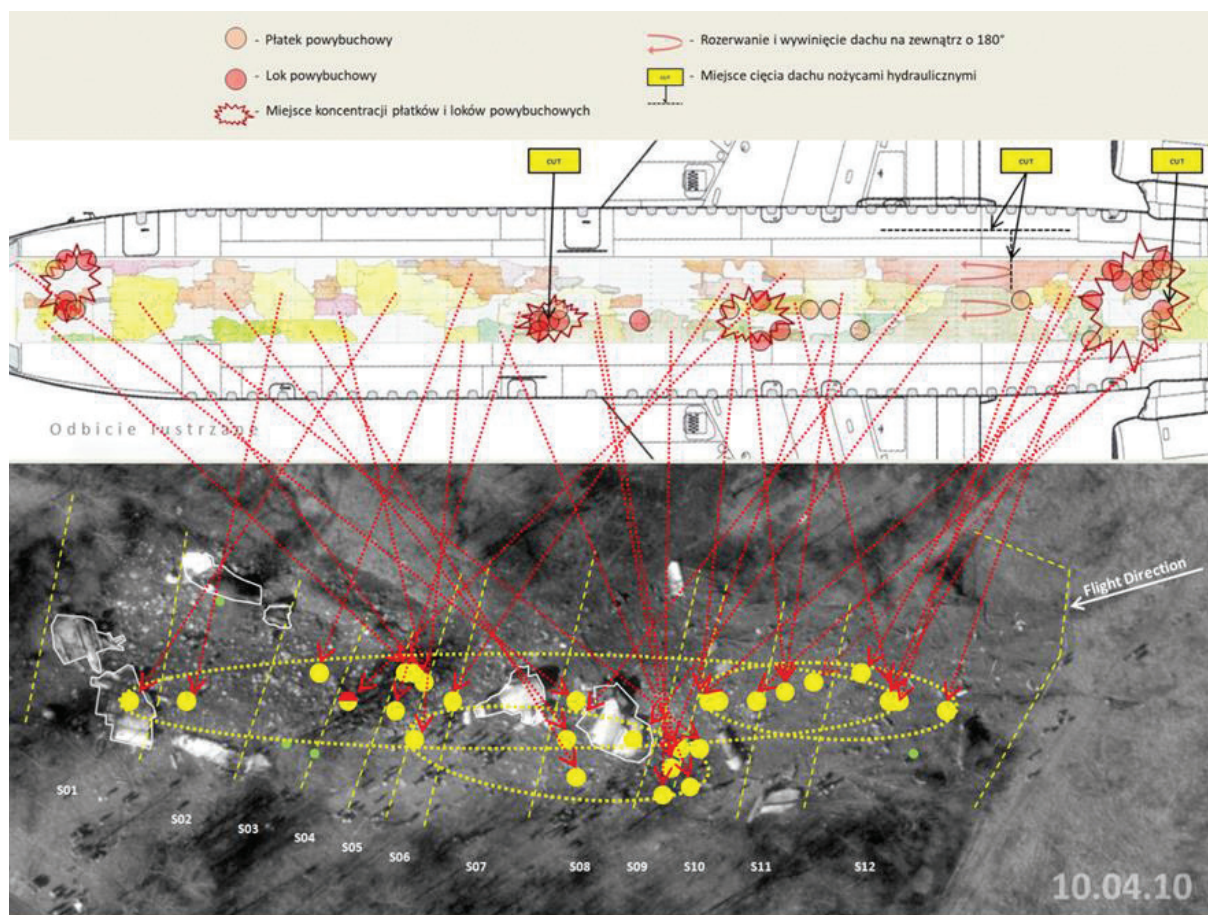 - Płatek powybuchowy
- Lok powybuchowy
- Miejsce koncentracji płatków i loków powybuchowych
- Rozerwanie i wywinięcie dachu na zewnątrz o 180°
CUT
- Miejsce cięcia dachu nożycami hydraulicznymi
CUT
CUT
CUT
Odbicie lustrzane
Flight Direction
S01
S02
S03
S04
S05
S06
S07
S08
S09
S10
S11
S12
10.04.10